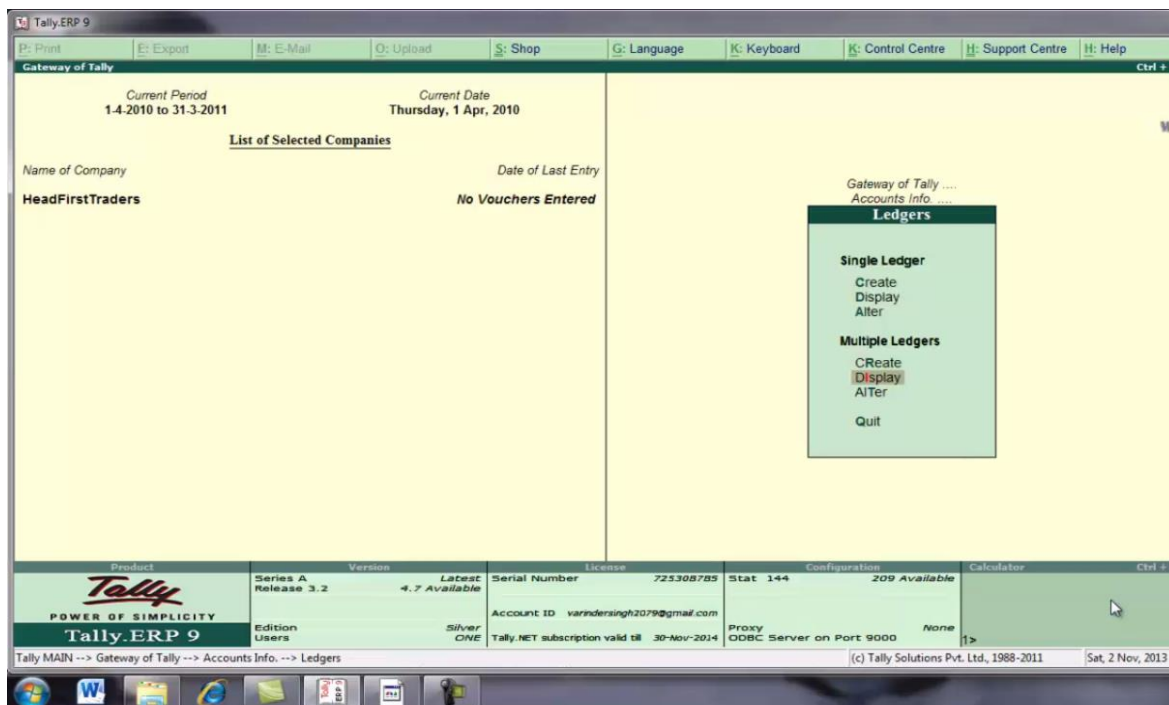 Tally.ERP 9
P: Print E: Export M: E-Mail O: Upload S: Shop G: Language K: Keyboard K: Control Centre H: Support Centre H: Help
Gateway of Tally Ctrl +
Current Period Current Date
1-4-2010 to 31-3-2011 Thursday, 1 Apr, 2010
List of Selected Companies
Name of Company Date of Last Entry
HeadFirstTraders No Vouchers Entered
Gateway of Tally ....
Accounts Info. ....
Ledgers
Single Ledger
Create
Display
Alter
Multiple Ledgers
CReate
DIsplay
AlTer
Quit
Product Version License Configuration Calculator Ctrl +
Tally
POWER OF SIMPLICITY
Tally.ERP 9
Series A Latest
Release 3.2 4.7 Available
Edition Silver
Users ONE
Serial Number 725308785
Account ID varindersingh2079@gmail.com
Tally.NET subscription valid till 30-Nov-2014
Stat 144 209 Available
Proxy None
ODBC Server on Port 9000
1>
Tally MAIN --> Gateway of Tally --> Accounts Info. --> Ledgers (c) Tally Solutions Pvt. Ltd., 1988-2011 Sat, 2 Nov, 2013